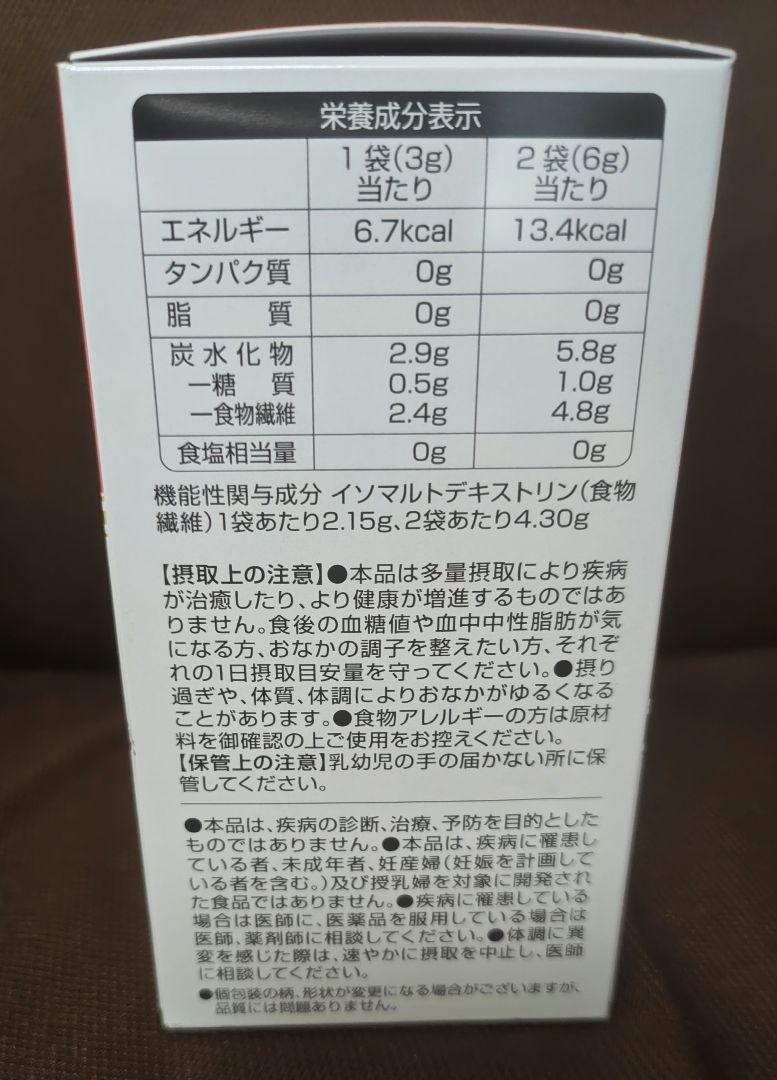 栄養成分表示
1袋(3g)当たり 2袋(6g)当たり
エネルギー 6.7kcal 13.4kcal
タンパク質 0g 0g
脂 質 0g 0g
炭水化物 2.9g 5.8g
ー糖 質 0.5g 1.0g
ー食物繊維 2.4g 4.8g
食塩相当量 0g 0g
機能性関与成分 イソマルトデキストリン(食物
繊維)1袋あたり2.15g、2袋あたり4.30g
【摂取上の注意】●本品は多量摂取により疾病
が治癒したり、より健康が増進するものではあ
りません。食後の血糖値や血中中性脂肪が気
になる方、おなかの調子を整えたい方、それぞ
れの1日摂取目安量を守ってください。●摂り
過ぎや、体質、体調によりおなかがゆるくなる
ことがあります。●食物アレルギーの方は原材
料を御確認の上ご使用をお控えください。
【保管上の注意】乳幼児の手の届かない所に保
管してください。
●本品は、疾病の診断、治療、予防を目的とした
ものではありません。●本品は、疾病に罹患し
ている者、未成年者、妊産婦(妊娠を計画して
いる者を含む。)及び授乳婦を対象に開発され
た食品ではありません。●疾病に罹患している
場合は医師に、医薬品を服用している場合は
医師、薬剤師に相談してください。●体調に異
変を感じた際は、速やかに摂取を中止し、医師
に相談してください。
●個包装の柄、形状が変更になる場合がございますが、
品質には問題ありません。